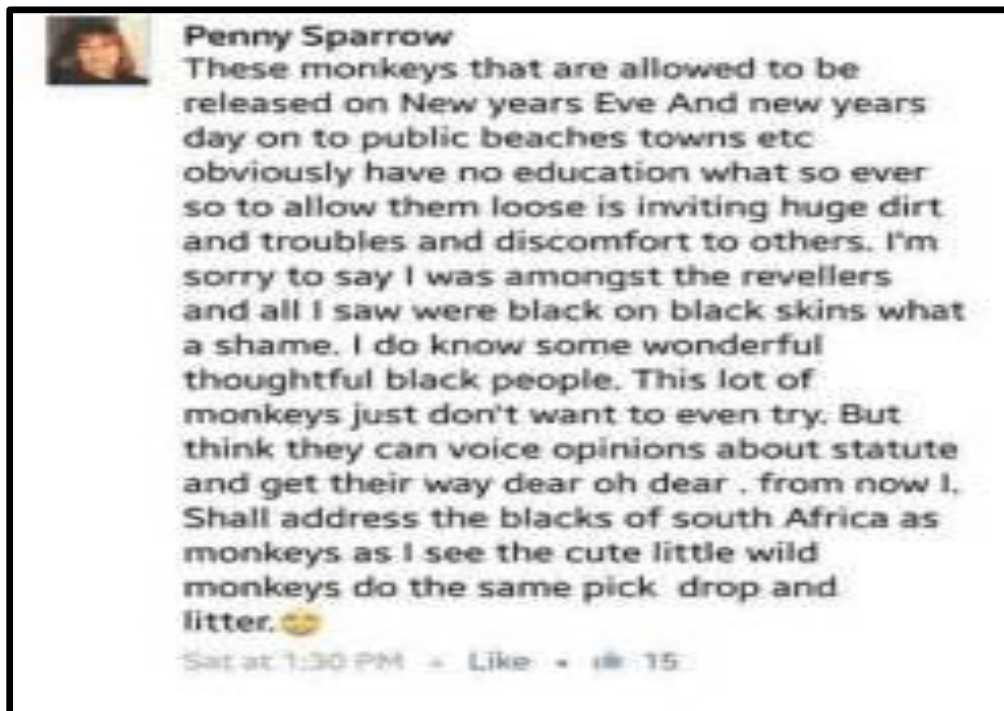 Penny Sparrow
These monkeys that are allowed to be
released on New years Eve And new years
day on to public beaches towns etc
obviously have no education what so ever
so to allow them loose is inviting huge dirt
and troubles and discomfort to others. I'm
sorry to say I was amongst the revellers
and all I saw were black on black skins what
a shame. I do know some wonderful
thoughtful black people. This lot of
monkeys just don't want to even try. But
think they can voice opinions about statute
and get their way dear oh dear . from now I.
Shall address the blacks of south Africa as
monkeys as I see the cute little wild
monkeys do the same pick drop and
litter.😊
Sat at 1:30 PM • Like • 15